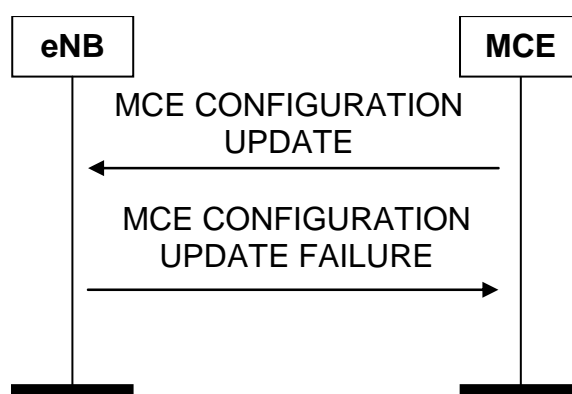 eNB
MCE
MCE CONFIGURATION
UPDATE
MCE CONFIGURATION
UPDATE FAILURE